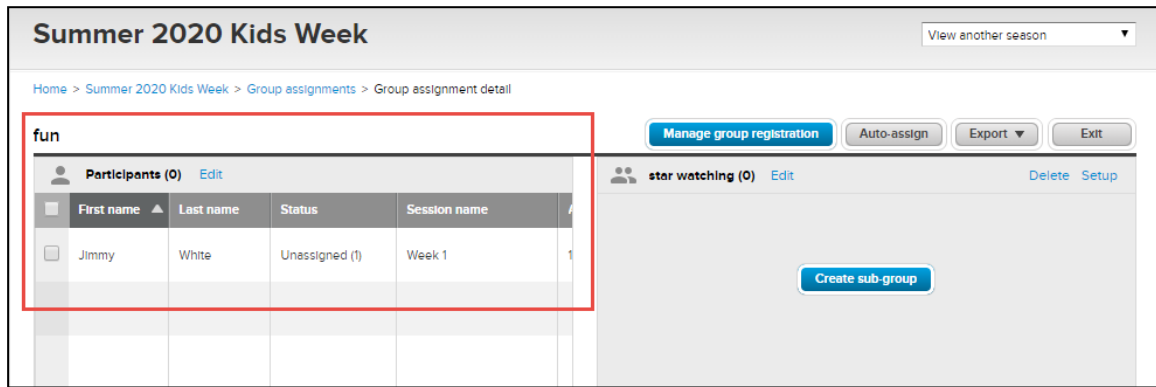 Summer 2020 Kids Week
View another season ▼
Home > Summer 2020 Kids Week > Group assignments > Group assignment detail
fun
Manage group registration Auto-assign Export ▼ Exit
Participants (0) Edit
star watching (0) Edit Delete Setup
First name ▲ Last name Status Session name
Jimmy White Unassigned (1) Week 1
Create sub-group